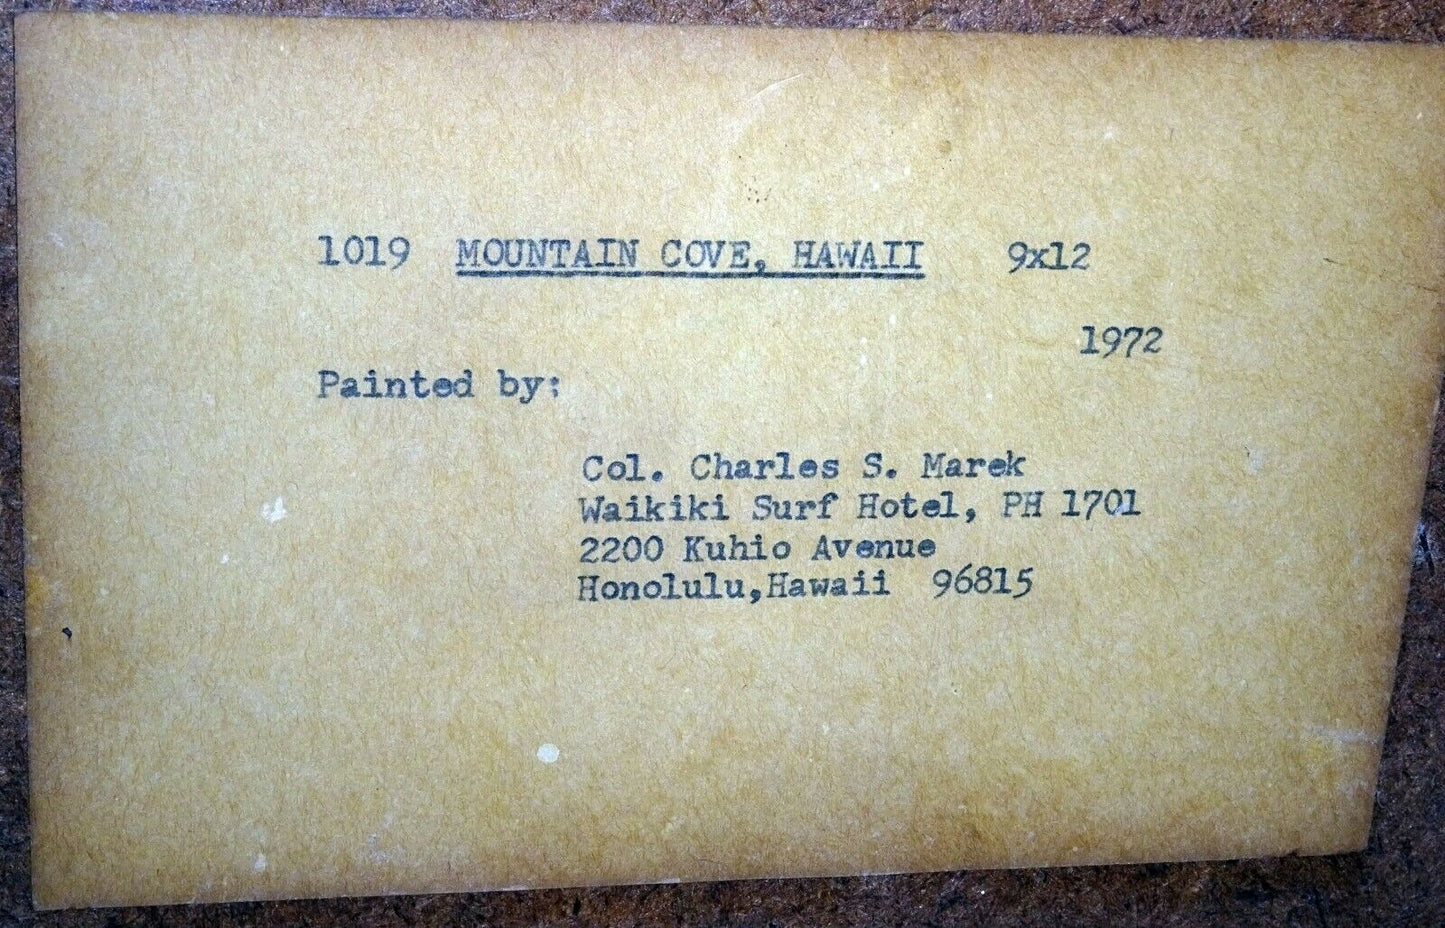 1019 MOUNTAIN COVE, HAWAII 9x12
1972
Painted by:
Col. Charles S. Marek
Waikiki Surf Hotel, PH 1701
2200 Kuhio Avenue
Honolulu,Hawaii 96815